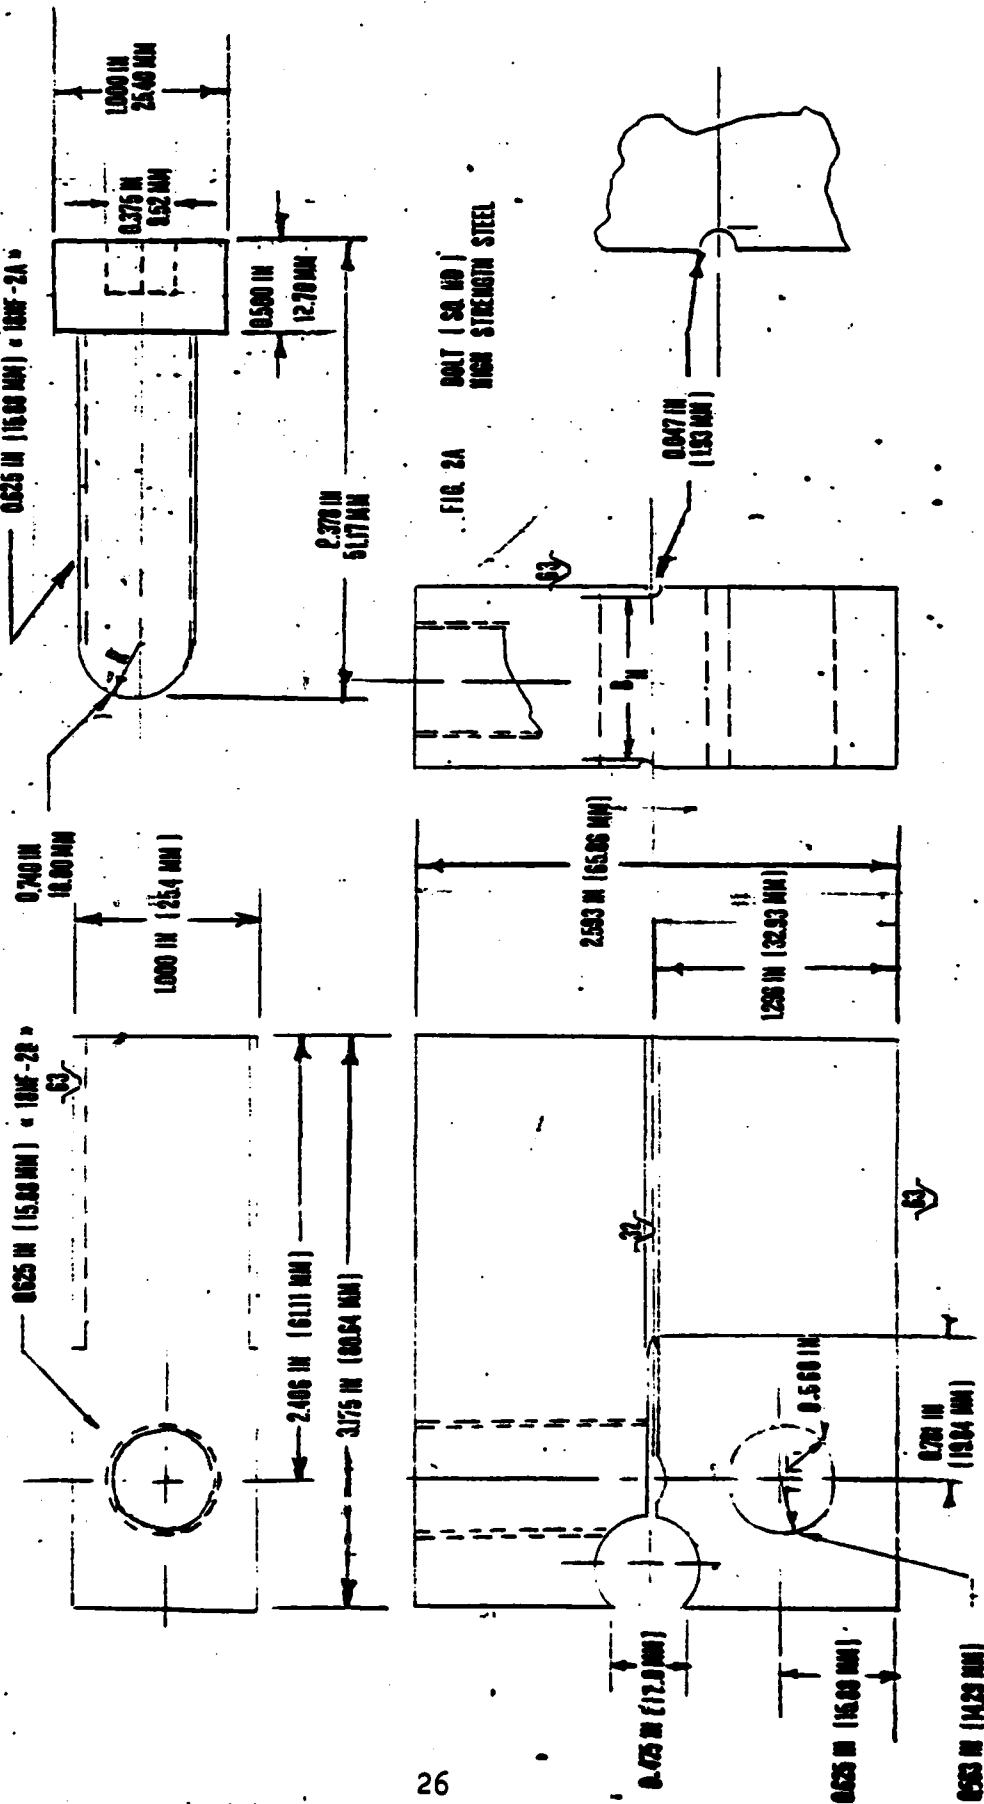 0.625 IN (15.88 MM) « 18NF-2A »
1.000 IN
25.40 MM
0.375 IN
9.52 MM
0.500 IN
12.70 MM
2.378 IN
51.17 MM
0.740 IN
18.80 MM
R
FIG. 2A
BOLT (SQ HD)
HIGH STRENGTH STEEL
0.047 IN
(1.93 MM)
63
0.625 IN (15.88 MM) « 18NF-2B »
63
1.000 IN (25.4 MM)
2.406 IN (61.11 MM)
3.175 IN (80.64 MM)
2.593 IN (65.86 MM)
1.296 IN (32.93 MM)
32
63
0.560 IN
0.781 IN
(19.84 MM)
0.475 IN (12.0 MM)
0.625 IN (15.88 MM)
0.563 IN (14.29 MM)
26